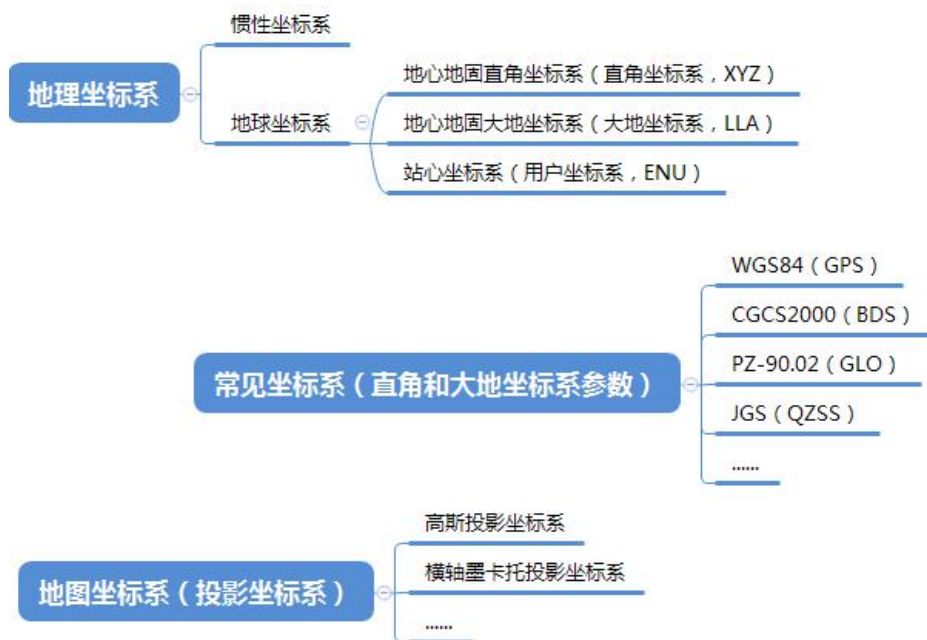 地理坐标系
惯性坐标系
地球坐标系
地心地固直角坐标系（直角坐标系，XYZ）
地心地固大地坐标系（大地坐标系，LLA）
站心坐标系（用户坐标系，ENU）
常见坐标系（直角和大地坐标系参数）
WGS84（GPS）
CGCS2000（BDS）
PZ-90.02（GLO）
JGS（QZSS）
......
地图坐标系（投影坐标系）
高斯投影坐标系
横轴墨卡托投影坐标系
......